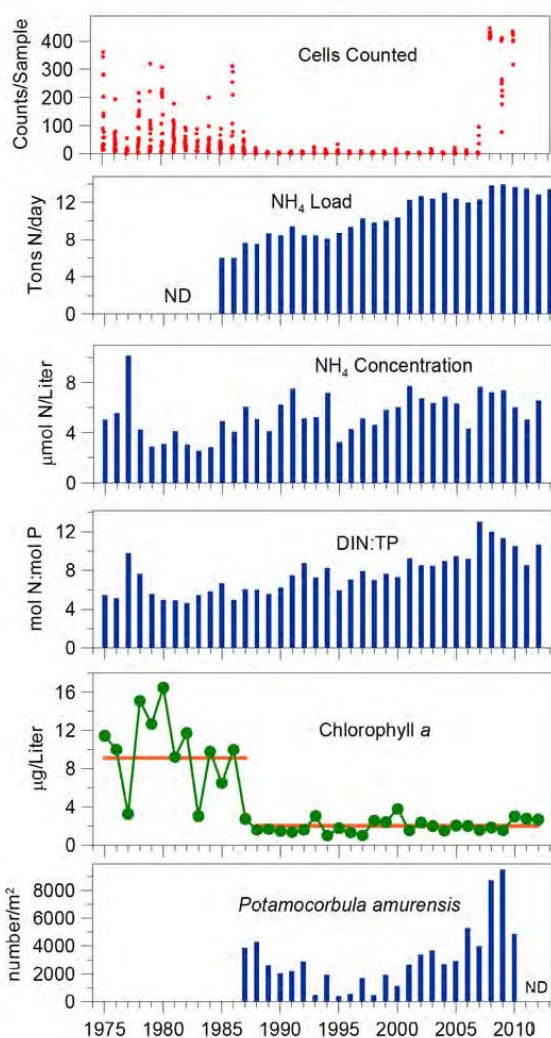 Counts/Sample
400
300
200
100
0
Cells Counted
Tons N/day
12
8
4
0
NH₄ Load
ND
µmol N/Liter
8
4
0
NH₄ Concentration
mol N:mol P
12
8
4
0
DIN:TP
µg/Liter
16
12
8
4
0
Chlorophyll a
number/m²
8000
6000
4000
2000
0
Potamocorbula amurensis
ND
1975 1980 1985 1990 1995 2000 2005 2010